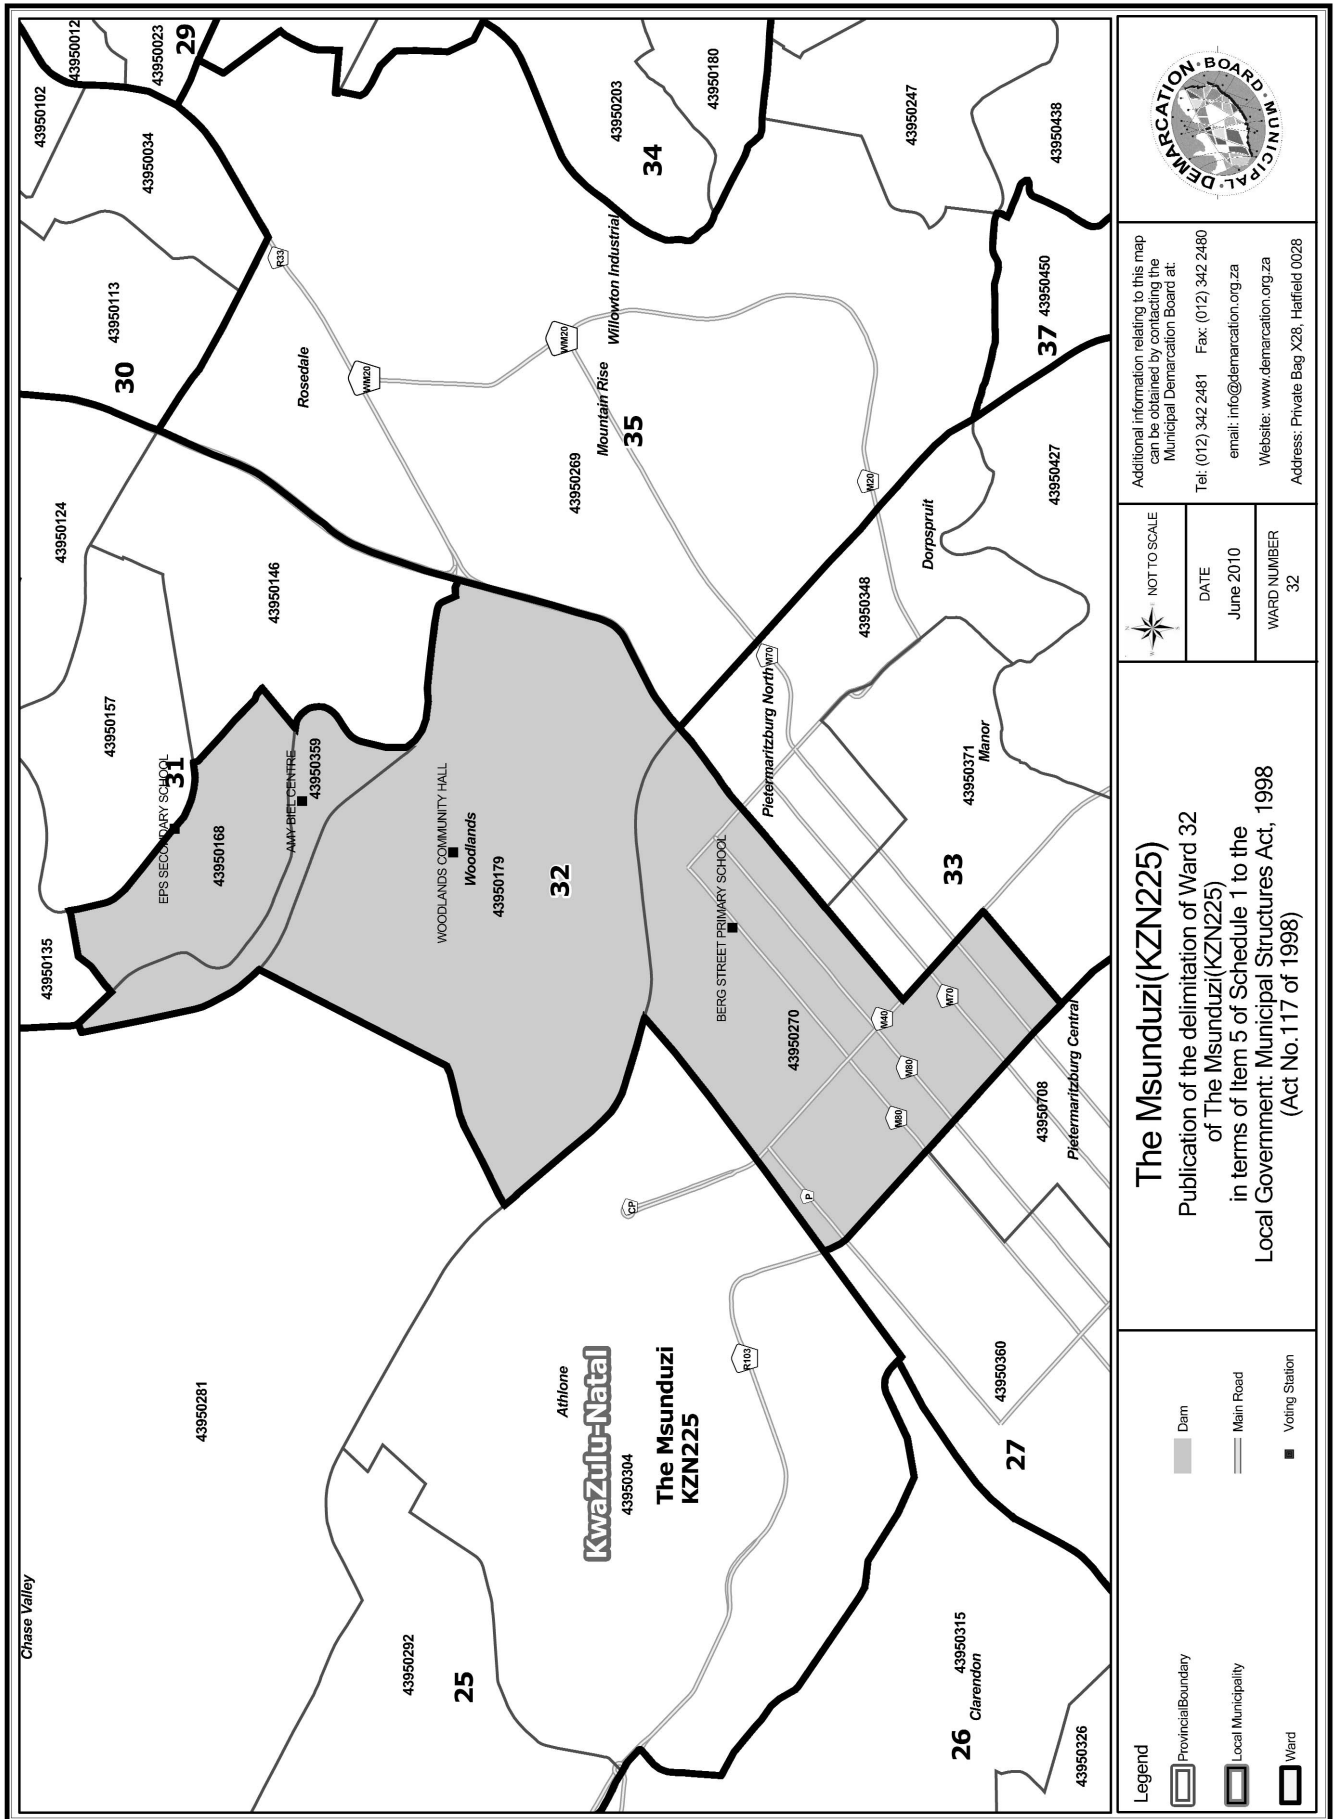 Chase Valley
43950281
43950135
EPS SECONDARY SCHOOL
31
43950157
43950124
30
43950113
43950034
43950102
43950012
43950023
29
43950168
AMY BIEL CENTRE
43950359
43950146
Rosedale
R33
WM20
43950292
25
Athlone
KwaZulu-Natal
43950304
The Msunduzi
KZN225
CP
WOODLANDS COMMUNITY HALL
Woodlands
43950179
32
43950269
Mountain Rise
35
WM20
Willowton Industrial
43950203
34
43950180
R103
P
BERG STREET PRIMARY SCHOOL
43950270
Pietermaritzburg North
M70
43950348
M20
Dorpspruit
43950247
M80
M80
M40
M70
33
43950371
Manor
26
Clarendon
43950315
43950326
27
43950360
43950708
Pietermaritzburg Central
43950427
37
43950450
43950438
Legend
ProvincialBoundary
Local Municipality
Ward
Dam
Main Road
Voting Station
The Msunduzi(KZN225)
Publication of the delimitation of Ward 32
of The Msunduzi(KZN225)
in terms of Item 5 of Schedule 1 to the
Local Government: Municipal Structures Act, 1998
(Act No.117 of 1998)
NOT TO SCALE
DATE
June 2010
WARD NUMBER
32
Additional information relating to this map
can be obtained by contacting the
Municipal Demarcation Board at:
Tel: (012) 342 2481 Fax: (012) 342 2480
email: info@demarcation.org.za
Website: www.demarcation.org.za
Address: Private Bag X28, Hatfield 0028
MUNICIPAL DEMARCATION BOARD